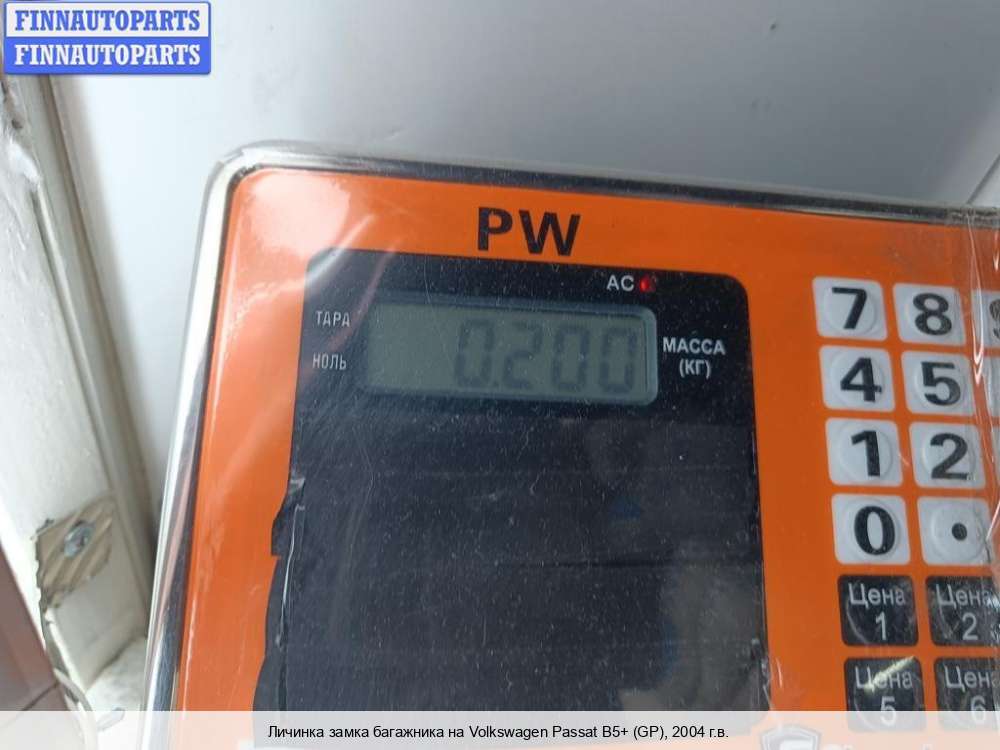 FINNAUTOPARTS
FINNAUTOPARTS
PW
AC
ТАРА
НОЛЬ
0.200
МАССА
(КГ)
7 8
4 5
1 2
0 .
Цена 1
Цена 2
Цена 5
Цена 6
Личинка замка багажника на Volkswagen Passat B5+ (GP), 2004 г.в.